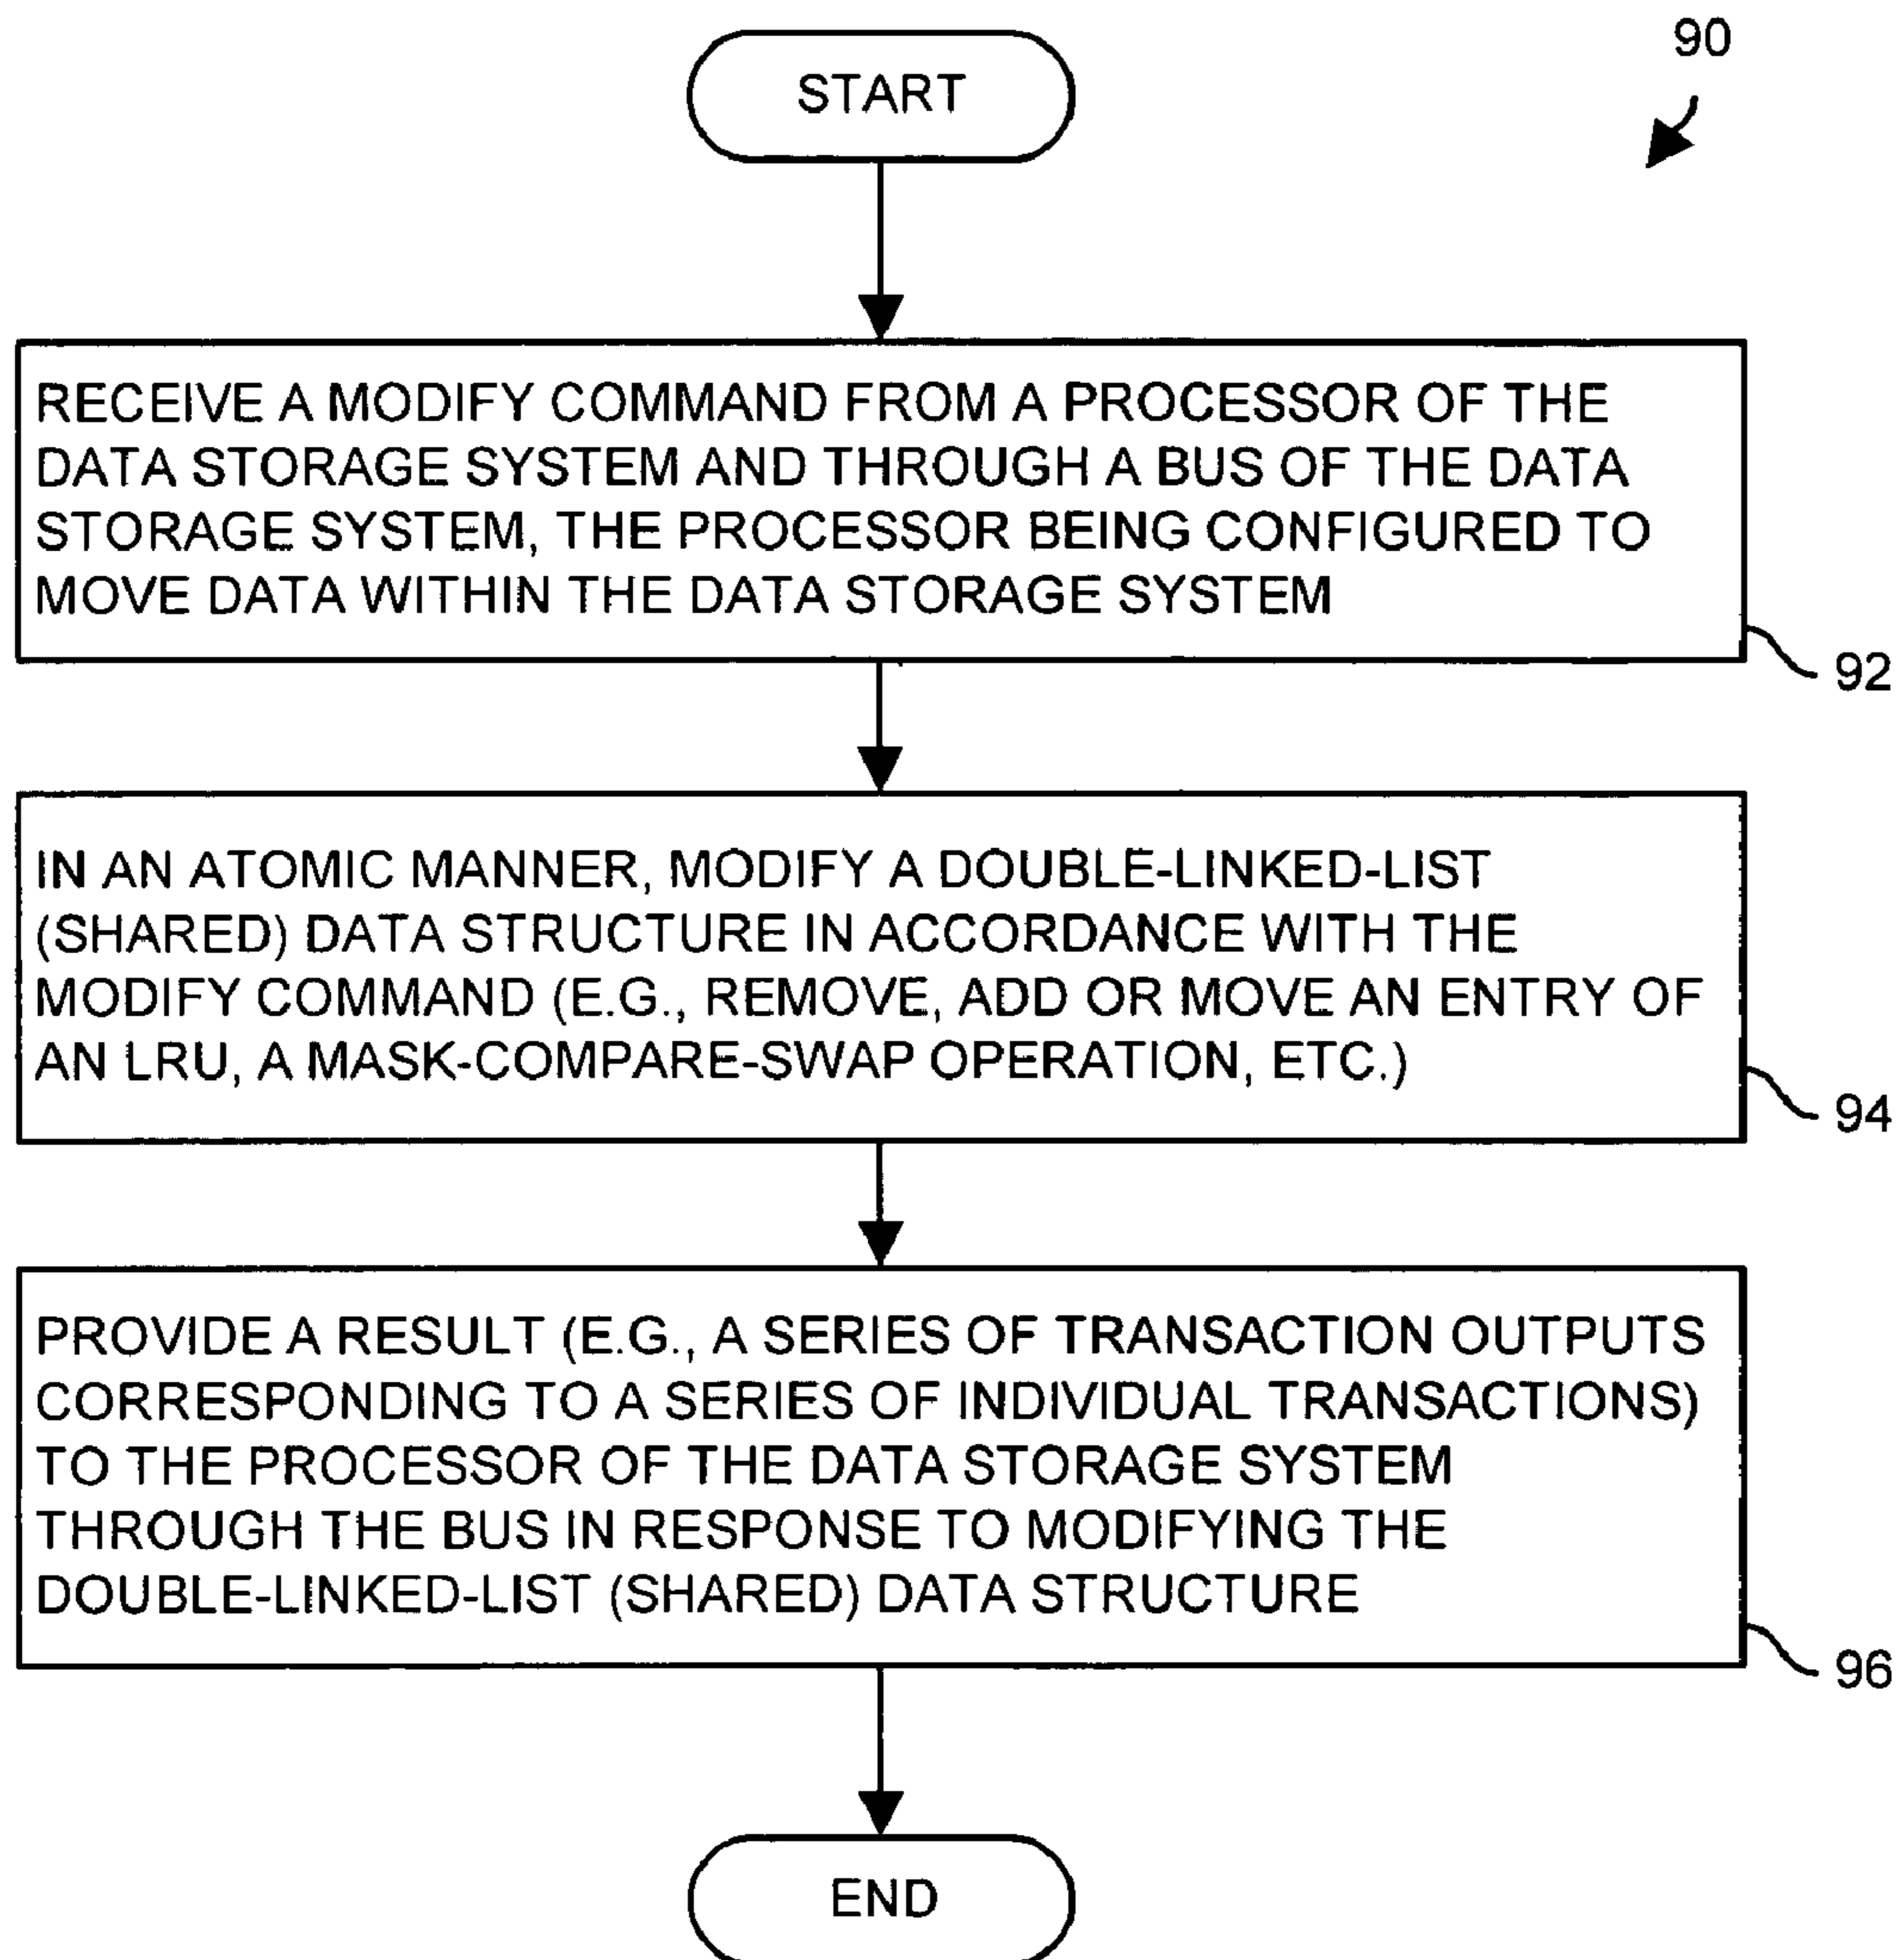 90
START
RECEIVE A MODIFY COMMAND FROM A PROCESSOR OF THE
DATA STORAGE SYSTEM AND THROUGH A BUS OF THE DATA
STORAGE SYSTEM, THE PROCESSOR BEING CONFIGURED TO
MOVE DATA WITHIN THE DATA STORAGE SYSTEM
92
IN AN ATOMIC MANNER, MODIFY A DOUBLE-LINKED-LIST
(SHARED) DATA STRUCTURE IN ACCORDANCE WITH THE
MODIFY COMMAND (E.G., REMOVE, ADD OR MOVE AN ENTRY OF
AN LRU, A MASK-COMPARE-SWAP OPERATION, ETC.)
94
PROVIDE A RESULT (E.G., A SERIES OF TRANSACTION OUTPUTS
CORRESPONDING TO A SERIES OF INDIVIDUAL TRANSACTIONS)
TO THE PROCESSOR OF THE DATA STORAGE SYSTEM
THROUGH THE BUS IN RESPONSE TO MODIFYING THE
DOUBLE-LINKED-LIST (SHARED) DATA STRUCTURE
96
END